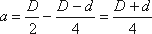 a = D/2 − (D − d)/4 = (D + d)/4